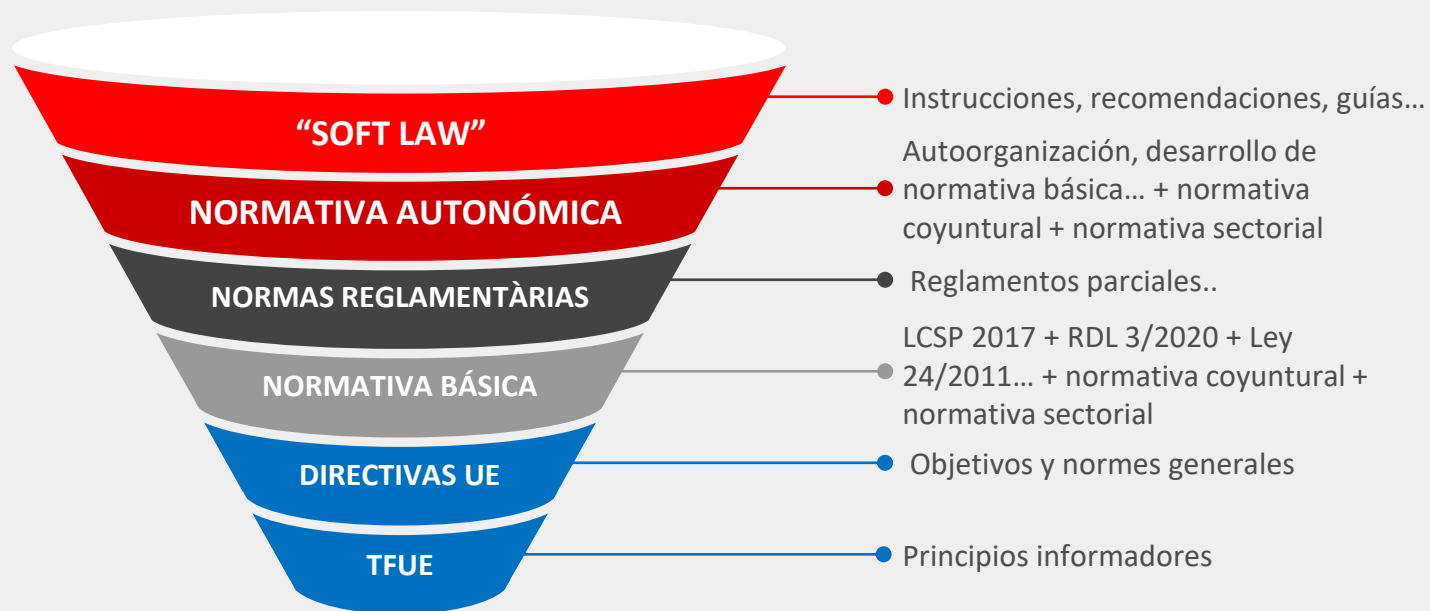 “SOFT LAW”
Instrucciones, recomendaciones, guías…
NORMATIVA AUTONÓMICA
Autoorganización, desarrollo de
normativa básica… + normativa
coyuntural + normativa sectorial
NORMAS REGLAMENTÀRIAS
Reglamentos parciales..
NORMATIVA BÁSICA
LCSP 2017 + RDL 3/2020 + Ley
24/2011… + normativa coyuntural +
normativa sectorial
DIRECTIVAS UE
Objetivos y normes generales
TFUE
Principios informadores